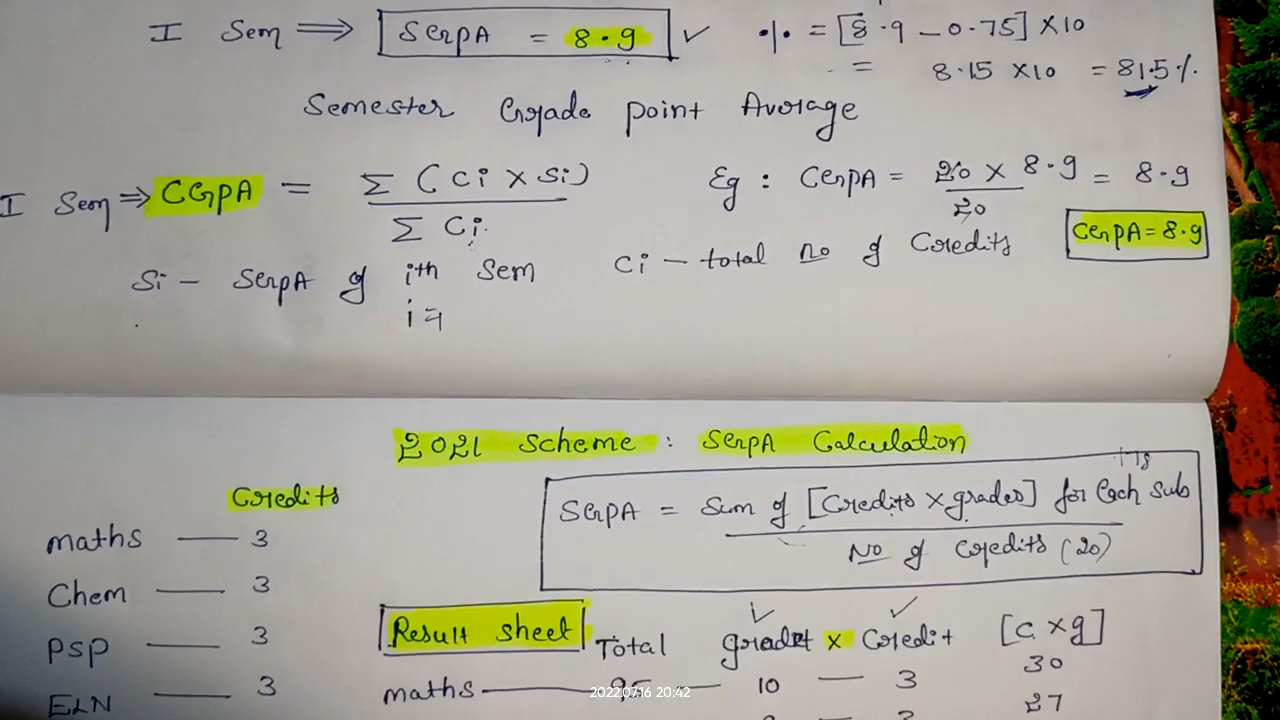 I Sem ⟹ SGPA = 8.9 ✓ % = [8.9 - 0.75] × 10
= 8.15 × 10 = 81.5%.
Semester Grade point Average
I Sem ⇒ CGPA = Σ (Ci × Si) / Σ Ci
Eg : CGPA = 20 × 8.9 / 20 = 8.9
CGPA = 8.9
Si - SGPA of ith Sem
Ci - total no of Credits
i =
2021 Scheme : SGPA Calculation
SGPA = Sum of [Credits × grades] for Each Sub
No of Credits (20)
Credits
maths — 3
Chem — 3
PSP — 3
ELN — 3
Result sheet Total grade × Credit [C × g]
maths — 10 — 3 30
27
2022.07.16 20:42